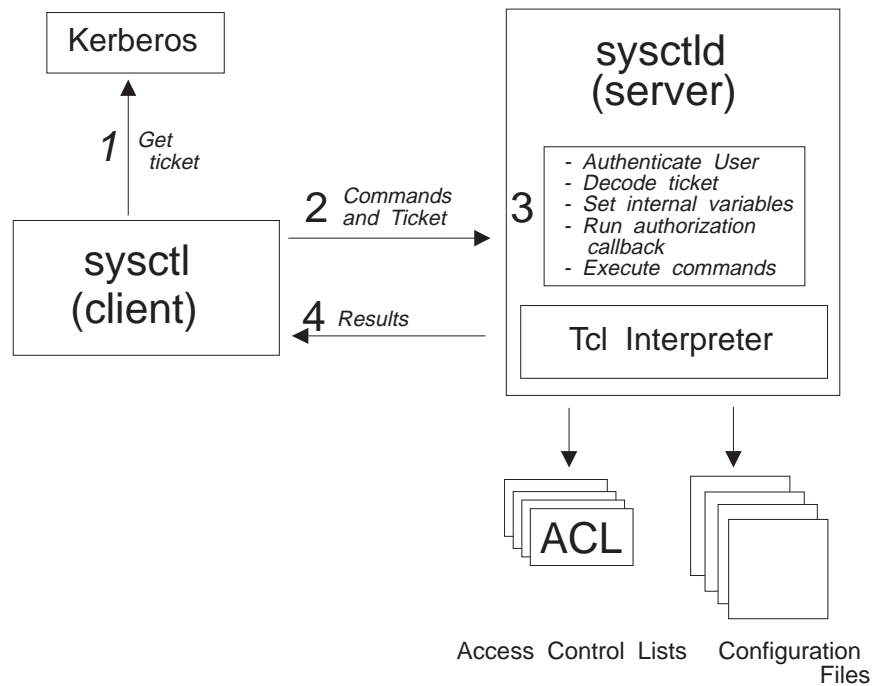 Kerberos
1 Get
ticket
sysctl
(client)
2 Commands
and Ticket
4 Results
sysctld
(server)
3
- Authenticate User
- Decode ticket
- Set internal variables
- Run authorization
callback
- Execute commands
Tcl Interpreter
ACL
Access Control Lists
Configuration
Files